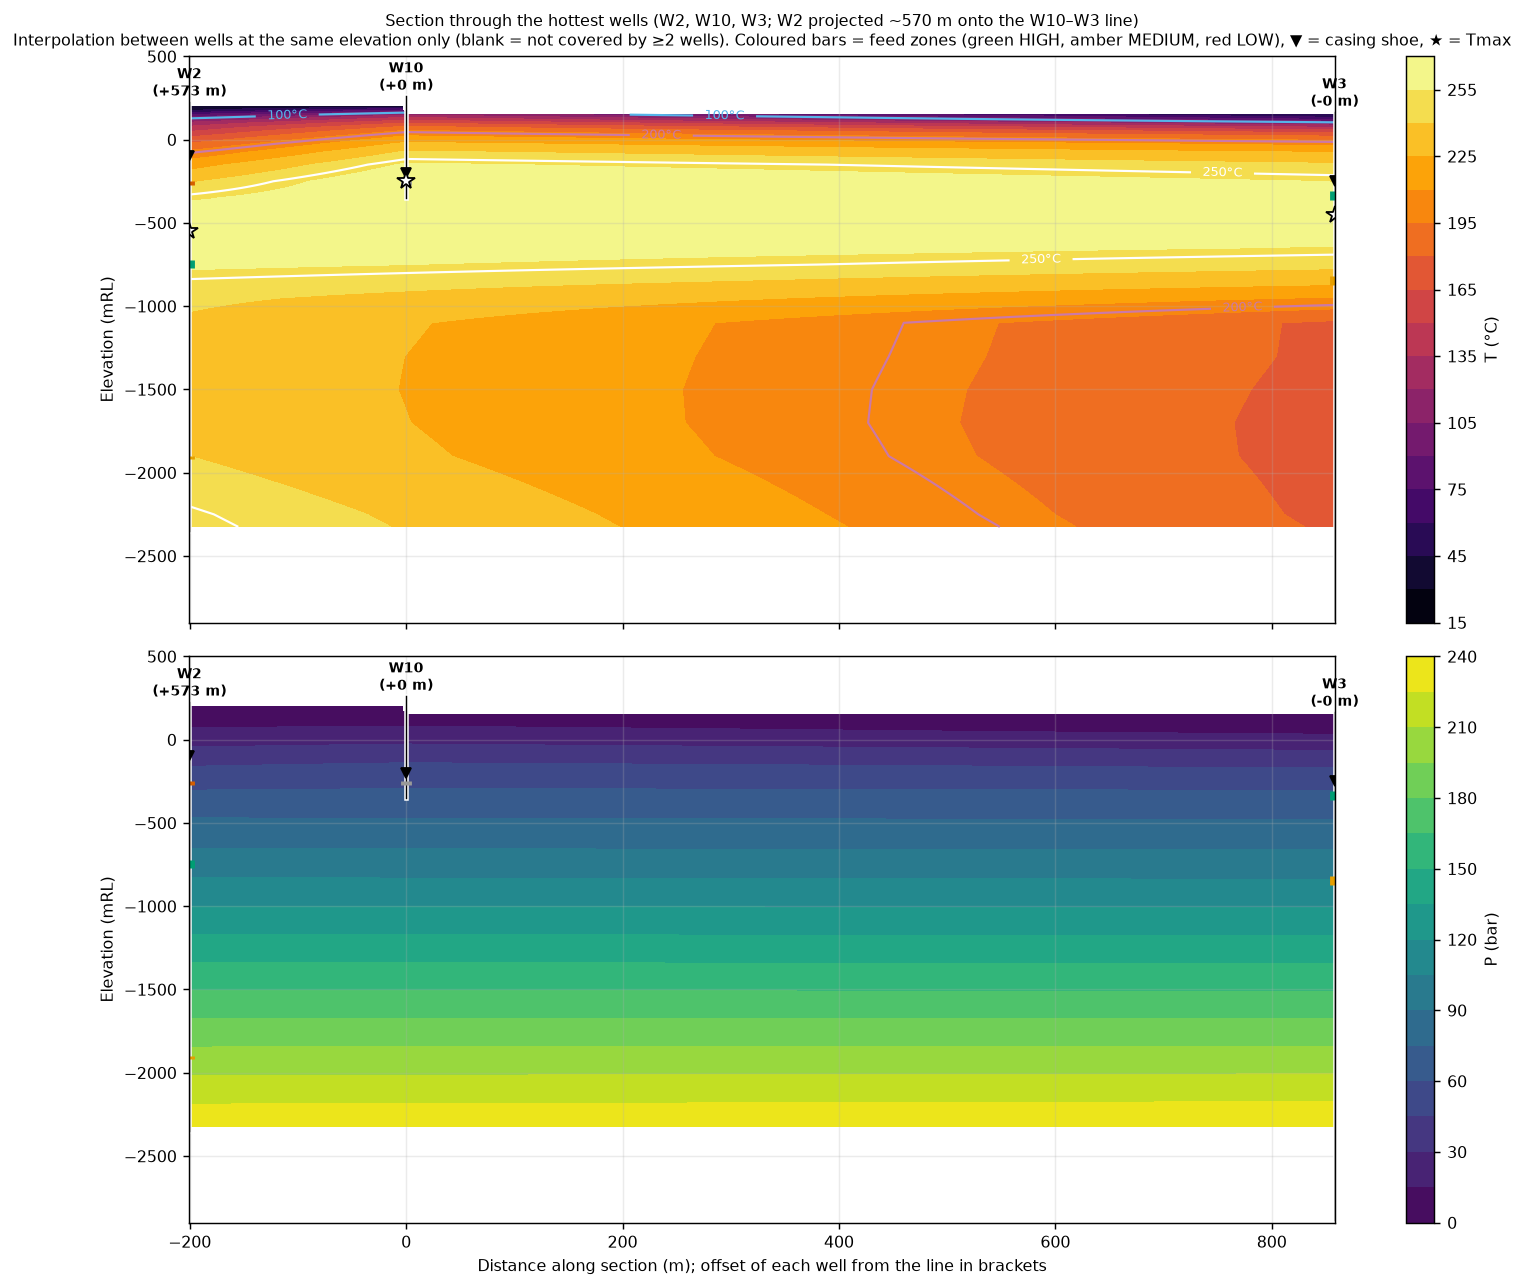 Section through the hottest wells (W2, W10, W3; W2 projected ~570 m onto the W10–W3 line)
Interpolation between wells at the same elevation only (blank = not covered by ≥2 wells). Coloured bars = feed zones (green HIGH, amber MEDIUM, red LOW), ▼ = casing shoe, ★ = Tmax
W2
(+573 m)
W10
(+0 m)
W3
(-0 m)
500
0
−500
−1000
−1500
−2000
−2500
Elevation (mRL)
100°C
100°C
200°C
250°C
250°C
200°C
255
225
195
165
135
105
75
45
15
T (°C)
W2
(+573 m)
W10
(+0 m)
W3
(-0 m)
500
0
−500
−1000
−1500
−2000
−2500
Elevation (mRL)
240
210
180
150
120
90
60
30
0
P (bar)
−200
0
200
400
600
800
Distance along section (m); offset of each well from the line in brackets